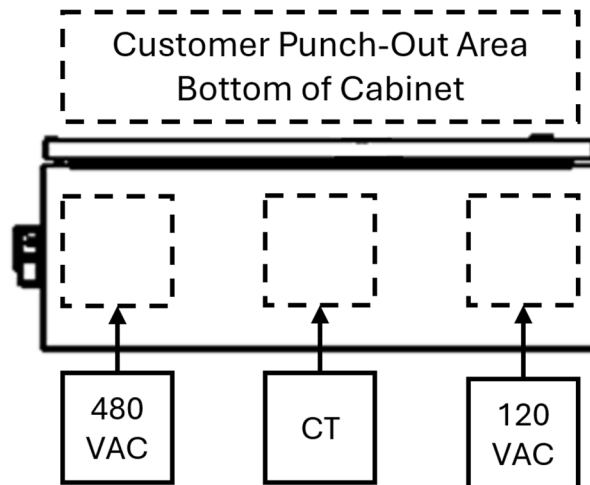 Customer Punch-Out Area
Bottom of Cabinet
480
VAC
CT
120
VAC